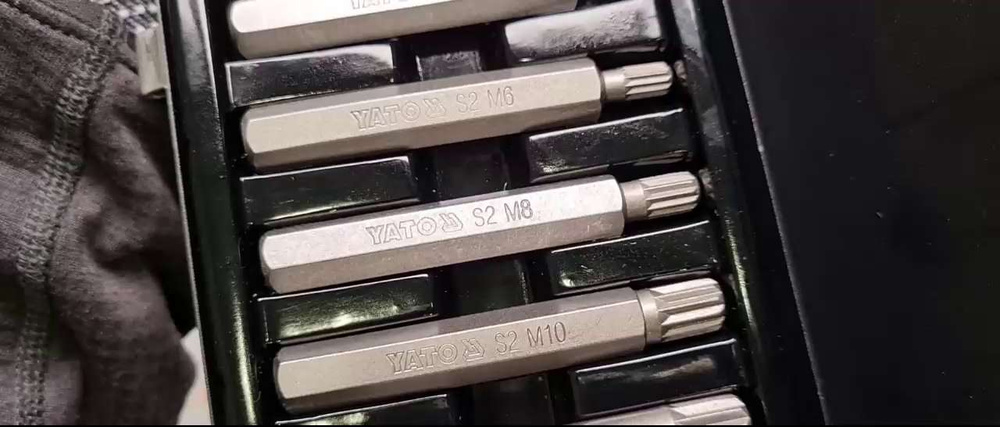 YATO S2 M6
YATO S2 M8
YATO S2 M10